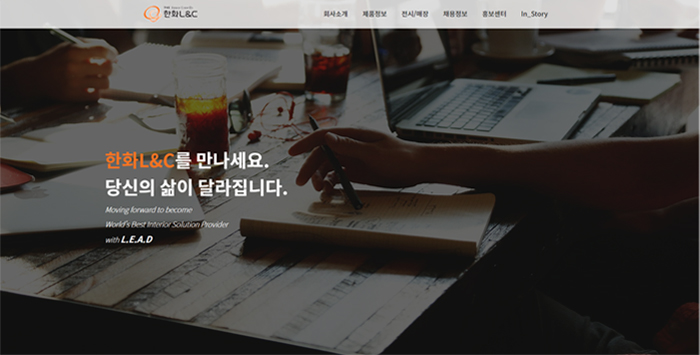 한화L&C
회사소개
제품정보
전시/매장
채용정보
홍보센터
In_Story
한화L&C를 만나세요.
당신의 삶이 달라집니다.
Moving forward to become
World's Best Interior Solution Provider
with L.E.A.D